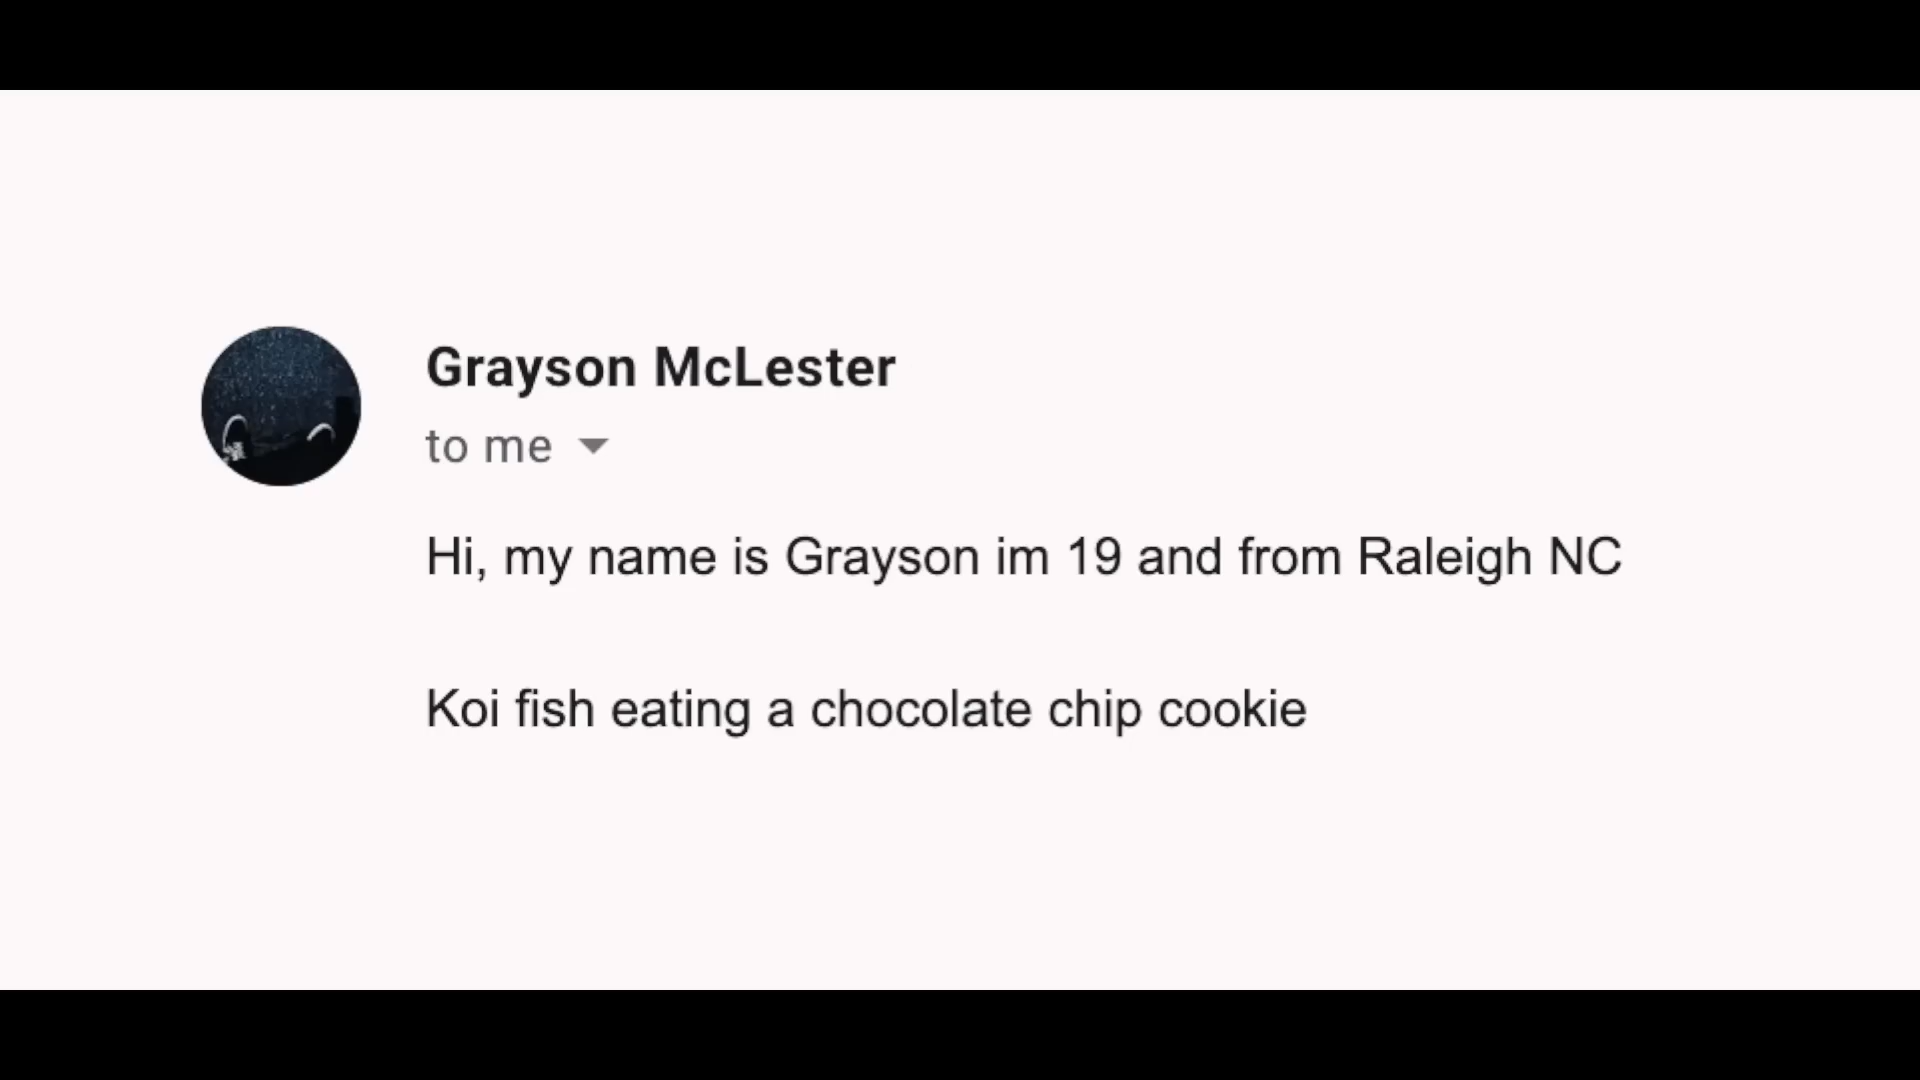 Grayson McLester
to me
Hi, my name is Grayson im 19 and from Raleigh NC
Koi fish eating a chocolate chip cookie